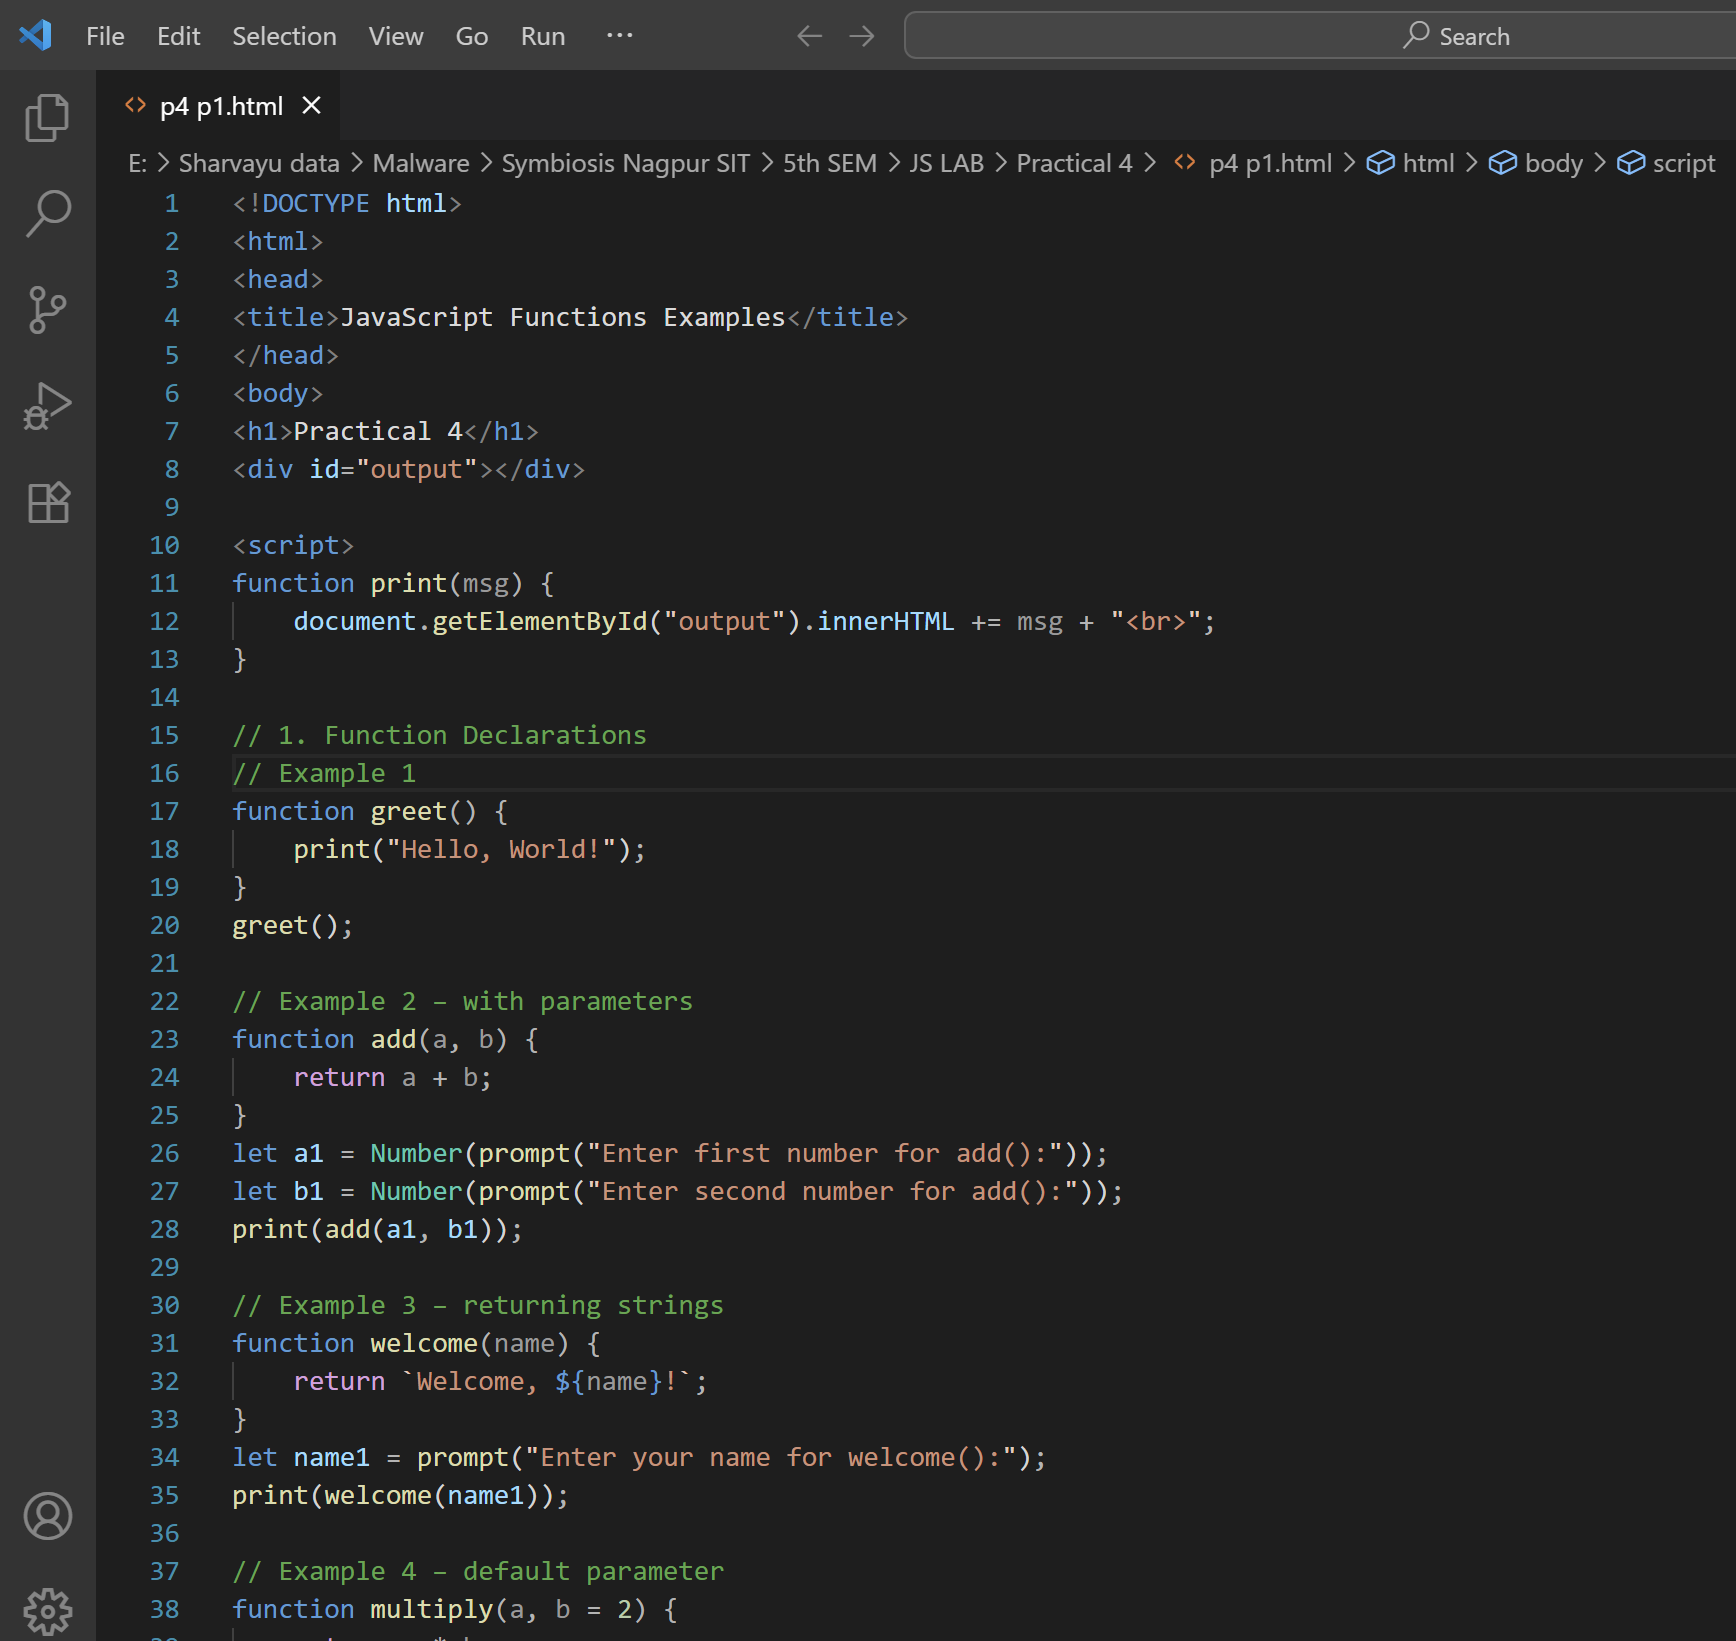 File Edit Selection View Go Run ··· Search
p4 p1.html
E: > Sharvayu data > Malware > Symbiosis Nagpur SIT > 5th SEM > JS LAB > Practical 4 > <> p4 p1.html > html > body > script
1 <!DOCTYPE html>
2 <html>
3 <head>
4 <title>JavaScript Functions Examples</title>
5 </head>
6 <body>
7 <h1>Practical 4</h1>
8 <div id="output"></div>
9
10 <script>
11 function print(msg) {
12     document.getElementById("output").innerHTML += msg + "<br>";
13 }
14
15 // 1. Function Declarations
16 // Example 1
17 function greet() {
18     print("Hello, World!");
19 }
20 greet();
21
22 // Example 2 – with parameters
23 function add(a, b) {
24     return a + b;
25 }
26 let a1 = Number(prompt("Enter first number for add():"));
27 let b1 = Number(prompt("Enter second number for add():"));
28 print(add(a1, b1));
29
30 // Example 3 – returning strings
31 function welcome(name) {
32     return `Welcome, ${name}!`;
33 }
34 let name1 = prompt("Enter your name for welcome():");
35 print(welcome(name1));
36
37 // Example 4 – default parameter
38 function multiply(a, b = 2) {